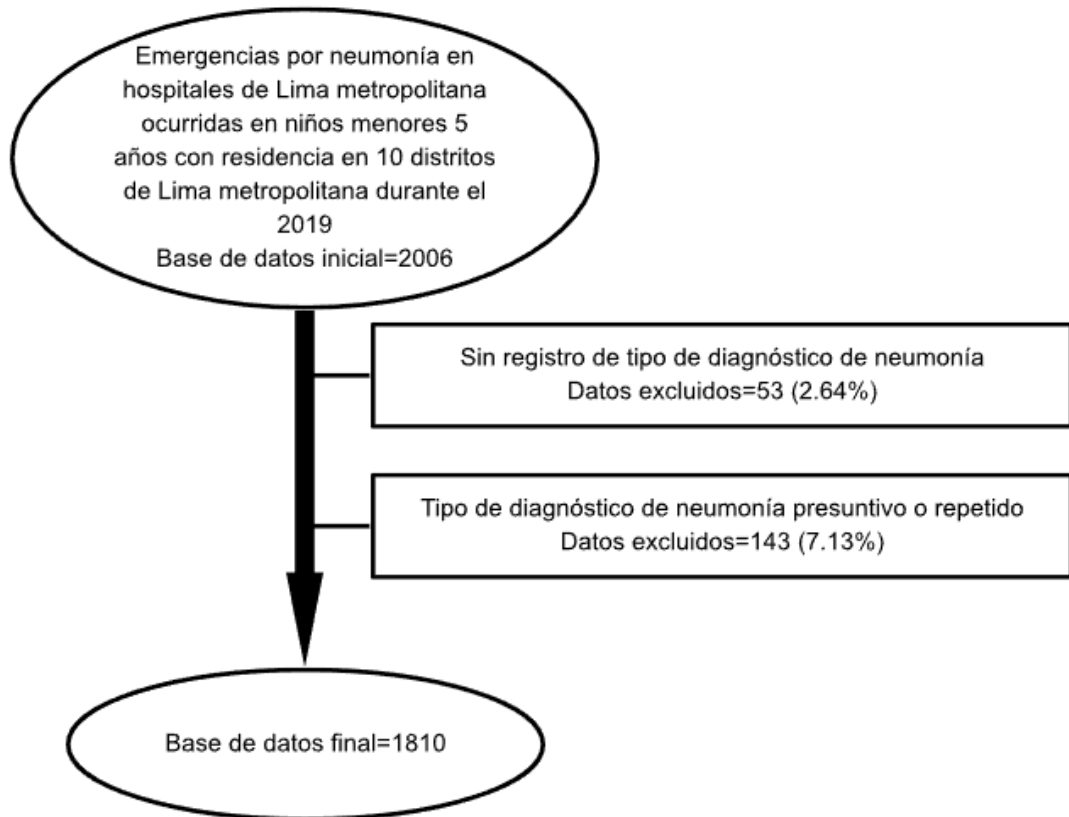 Emergencias por neumonía en
hospitales de Lima metropolitana
ocurridas en niños menores 5
años con residencia en 10 distritos
de Lima metropolitana durante el
2019
Base de datos inicial=2006
Sin registro de tipo de diagnóstico de neumonía
Datos excluidos=53 (2.64%)
Tipo de diagnóstico de neumonía presuntivo o repetido
Datos excluidos=143 (7.13%)
Base de datos final=1810